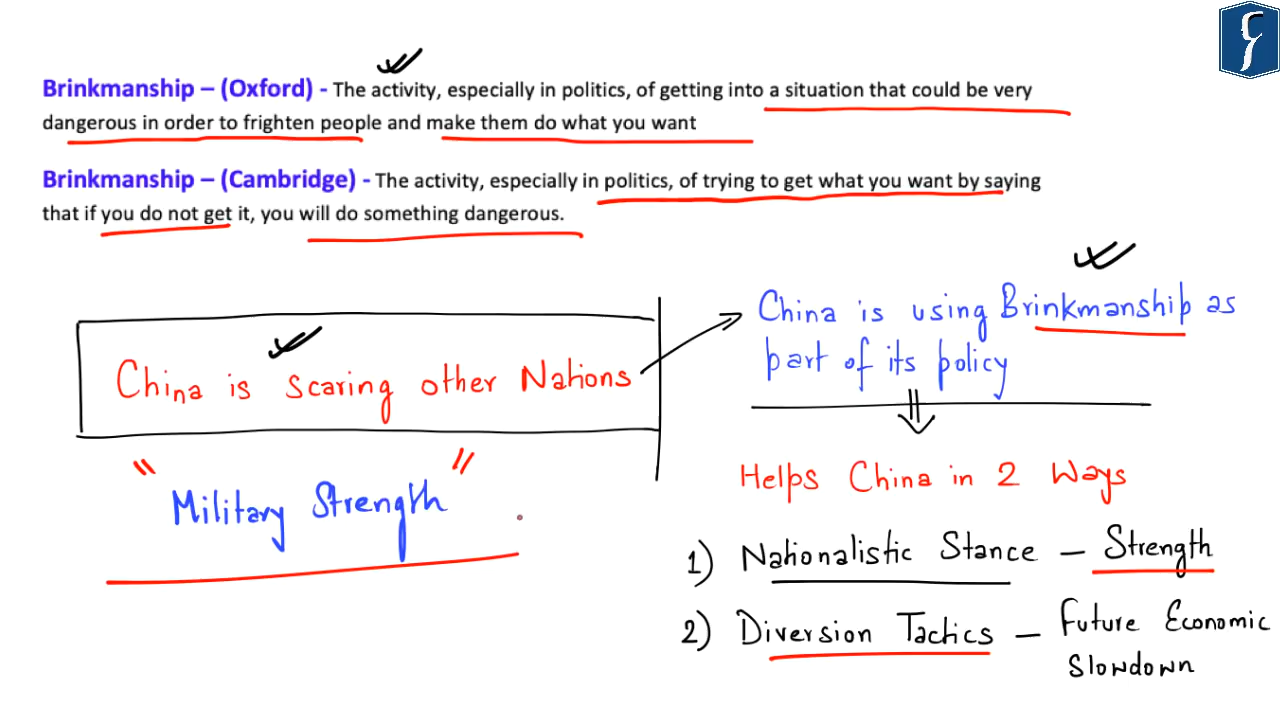 Brinkmanship – (Oxford) - The activity, especially in politics, of getting into a situation that could be very
dangerous in order to frighten people and make them do what you want
Brinkmanship – (Cambridge) - The activity, especially in politics, of trying to get what you want by saying
that if you do not get it, you will do something dangerous.
China is scaring other Nations
"Military Strength"
China is using Brinkmanship as
part of its policy
Helps China in 2 Ways
1) Nationalistic Stance – Strength
2) Diversion Tactics – Future Economic
Slowdown